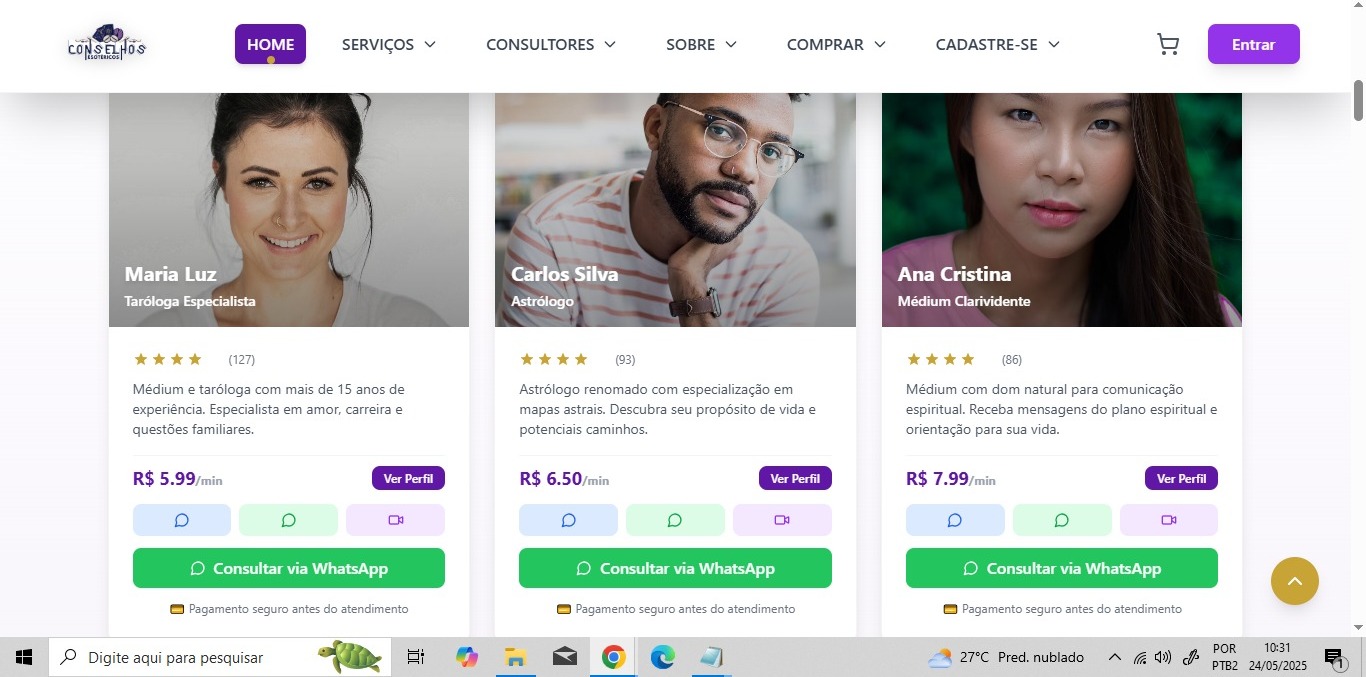 CONSELHOS
ESOTERICOS
HOME
SERVIÇOS
CONSULTORES
SOBRE
COMPRAR
CADASTRE-SE
Entrar
Maria Luz
Taróloga Especialista
(127)
Médium e taróloga com mais de 15 anos de
experiência. Especialista em amor, carreira e
questões familiares.
R$ 5.99/min
Ver Perfil
Consultar via WhatsApp
Pagamento seguro antes do atendimento
Carlos Silva
Astrólogo
(93)
Astrólogo renomado com especialização em
mapas astrais. Descubra seu propósito de vida e
potenciais caminhos.
R$ 6.50/min
Ver Perfil
Consultar via WhatsApp
Pagamento seguro antes do atendimento
Ana Cristina
Médium Clarividente
(86)
Médium com dom natural para comunicação
espiritual. Receba mensagens do plano espiritual e
orientação para sua vida.
R$ 7.99/min
Ver Perfil
Consultar via WhatsApp
Pagamento seguro antes do atendimento
Digite aqui para pesquisar
27°C Pred. nublado
POR
PTB2
10:31
24/05/2025
1